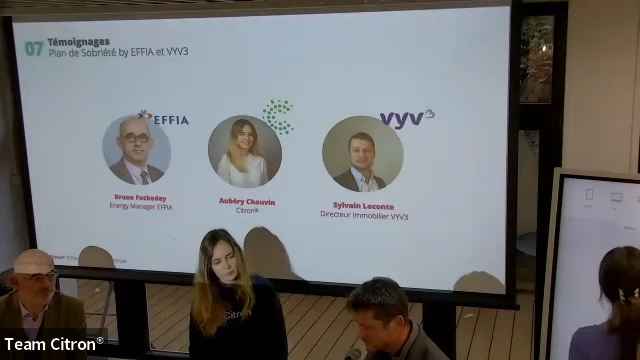 07 Témoignages
Plan de Sobriété by EFFIA et VYV3
EFFIA
vyv3
Bruno Fockedey
Energy Manager EFFIA
Aubéry Chauvin
Citron®
Sylvain Leconte
Directeur Immobilier VYV3
Citron
Team Citron®